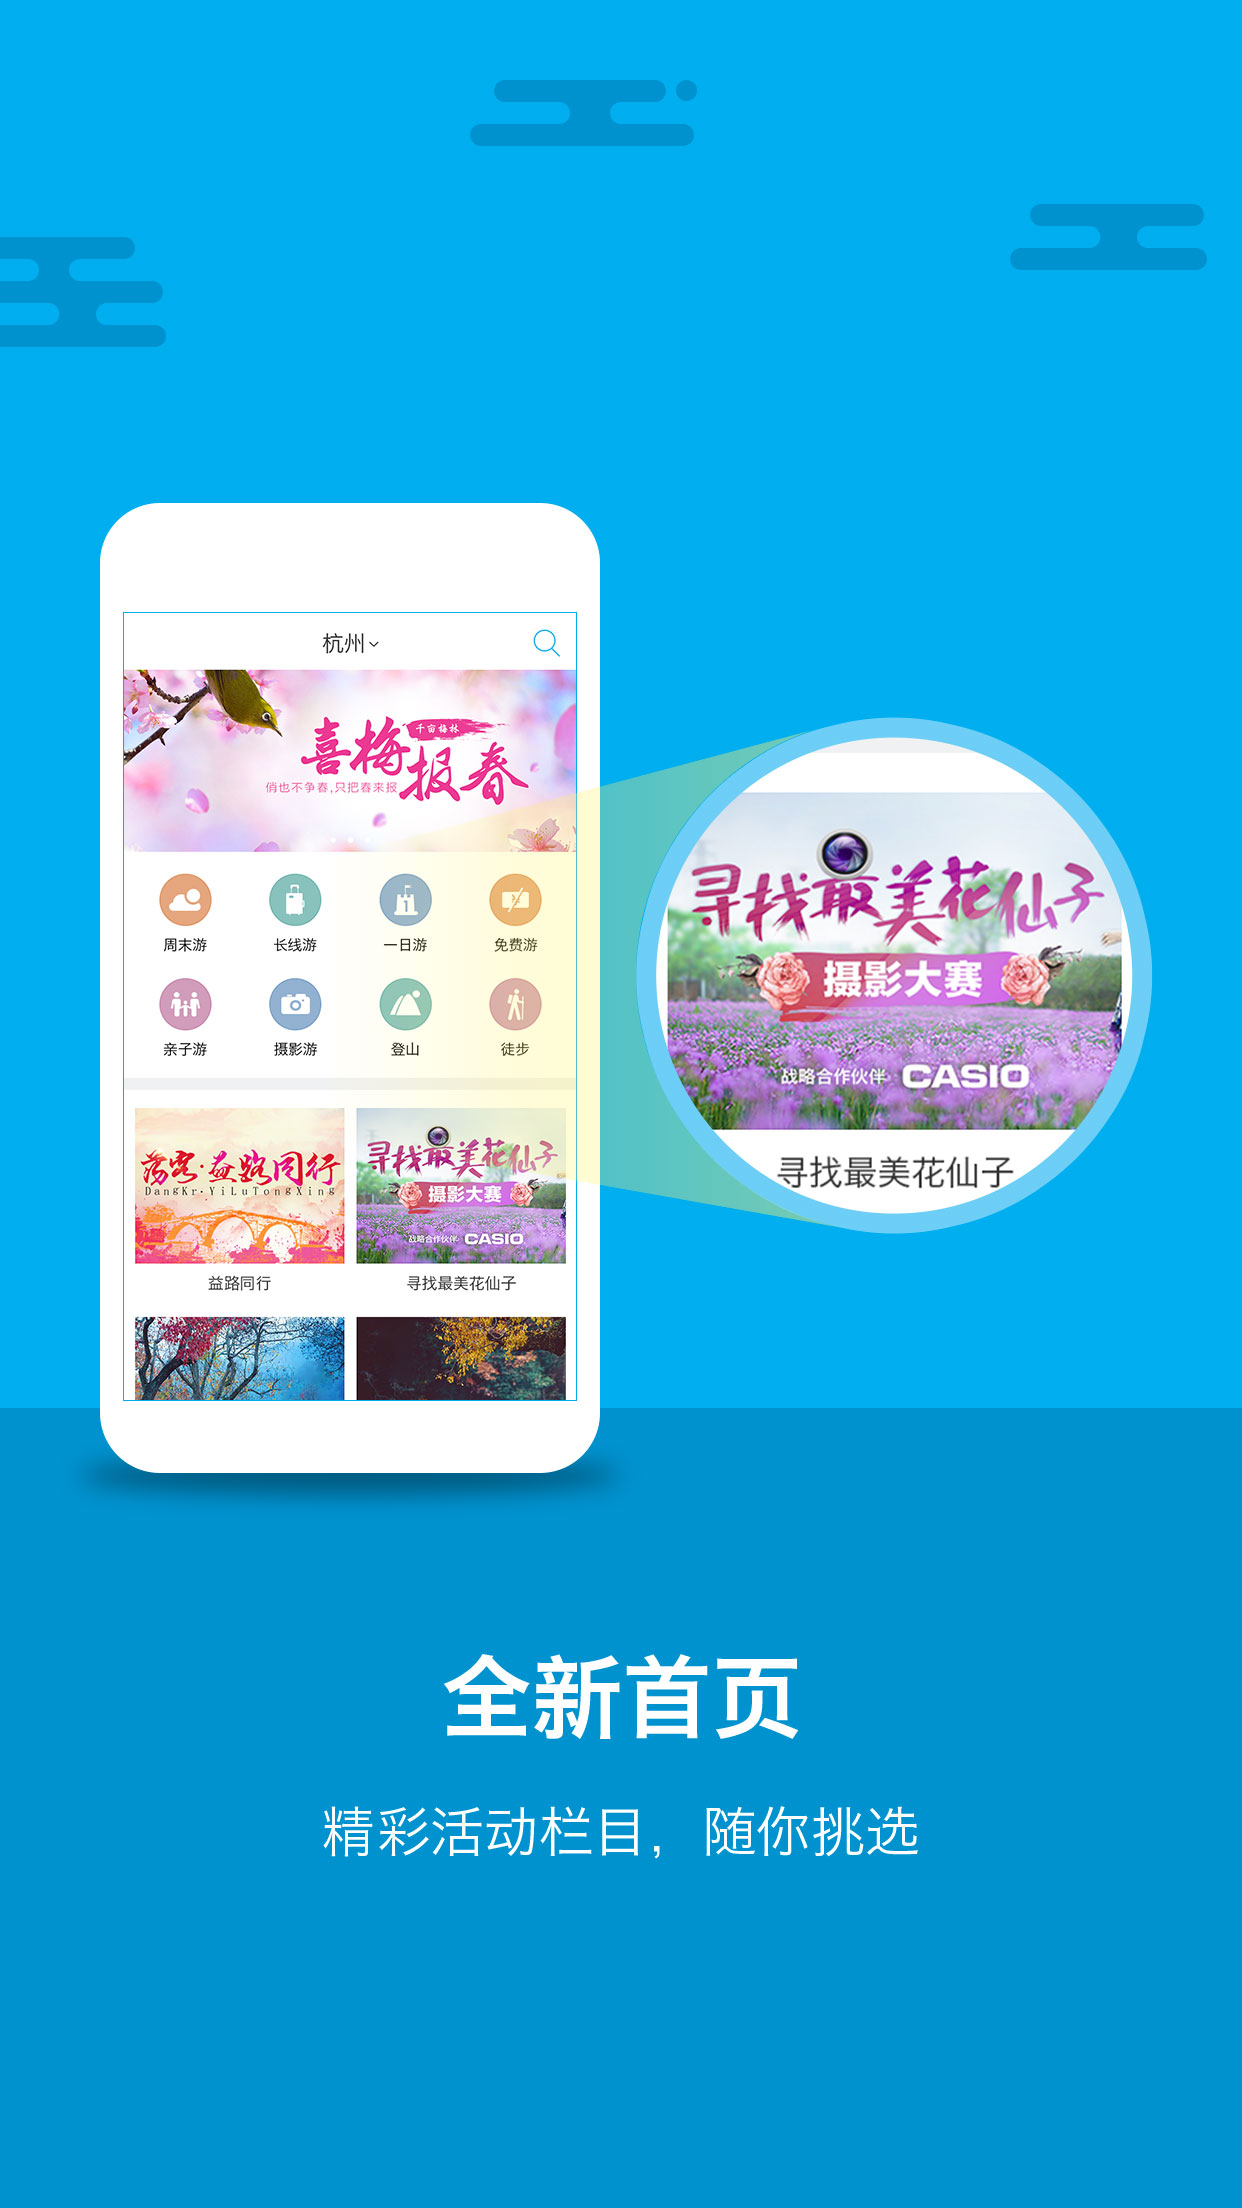 杭州
千亩梅林
喜梅报春
俏也不争春,只把春来报
周末游 长线游 一日游 免费游
亲子游 摄影游 登山 徒步
荡客·益路同行
DangKr·YiLuTongXing
寻找最美花仙子
摄影大赛
战略合作伙伴 CASIO
益路同行 寻找最美花仙子
寻找最美花仙子
摄影大赛
战略合作伙伴 CASIO
寻找最美花仙子
全新首页
精彩活动栏目，随你挑选